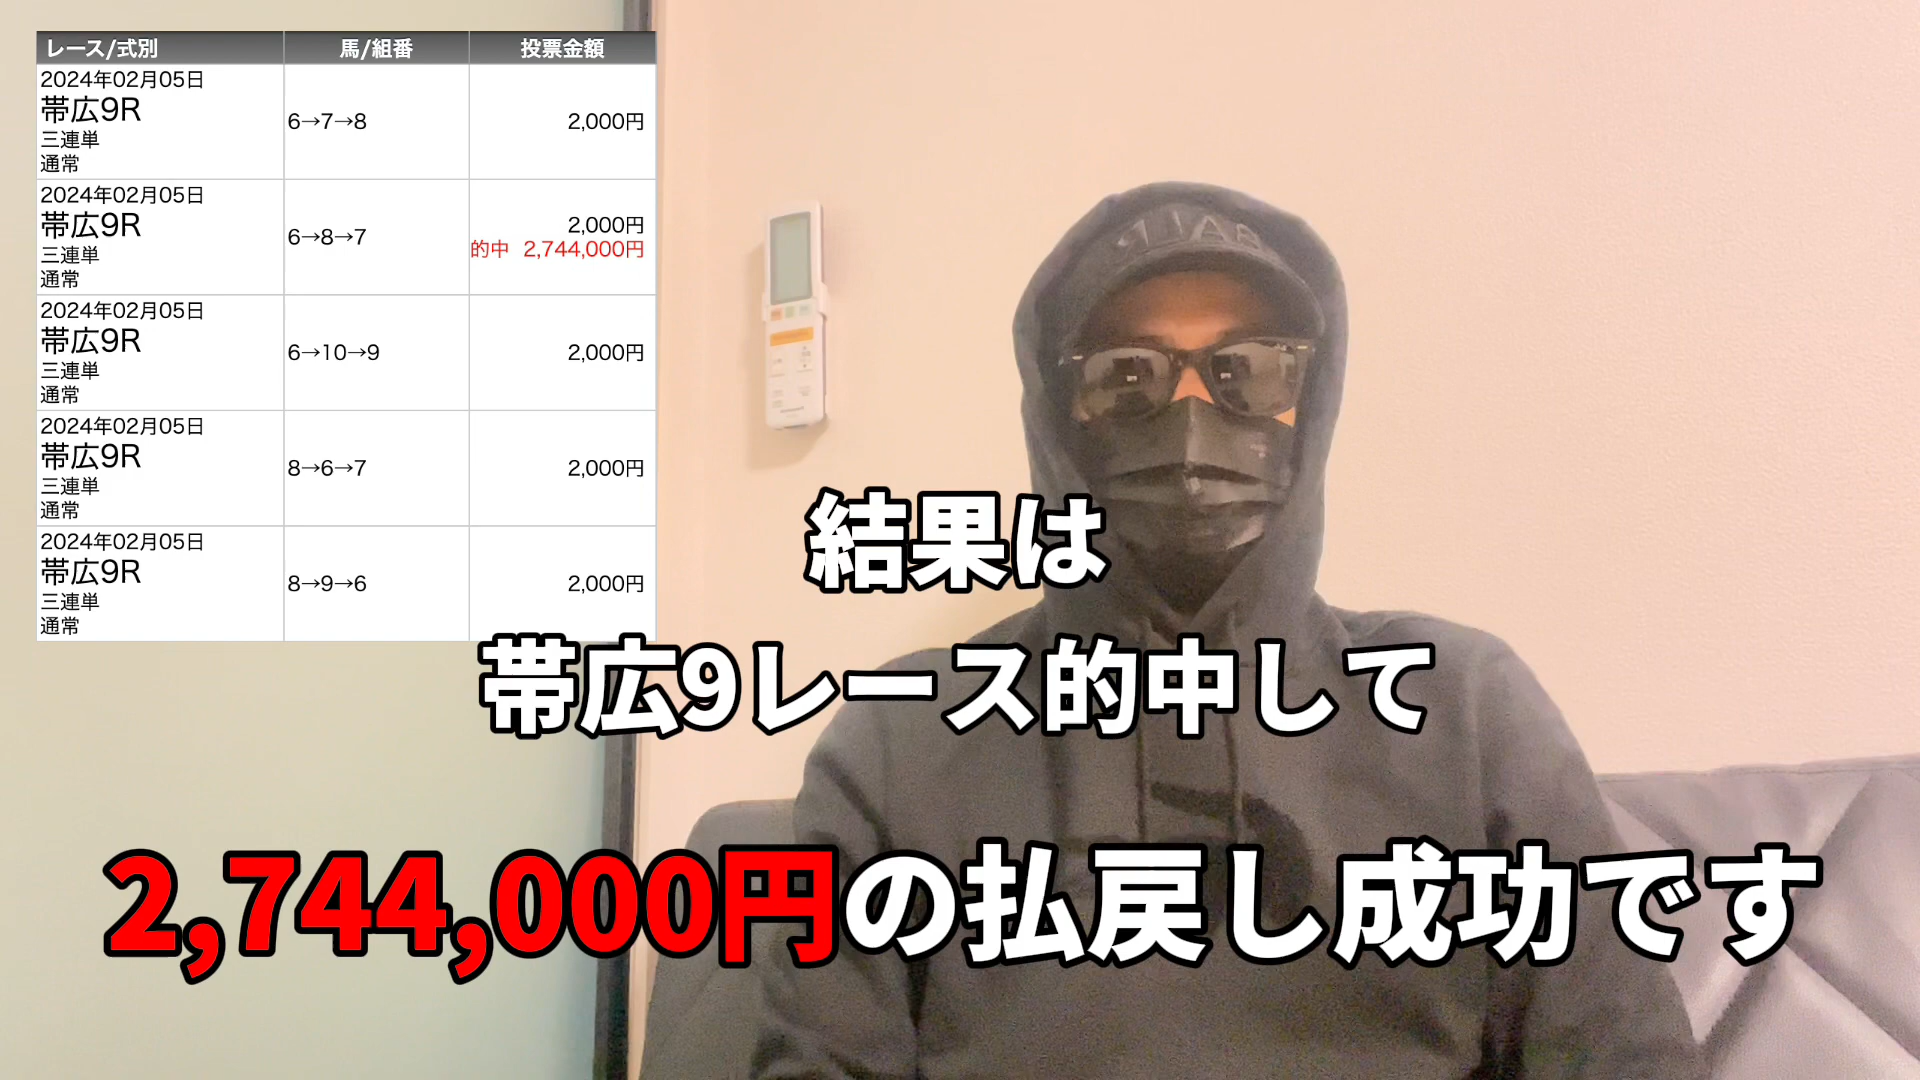 レース/式別 馬/組番 投票金額
2024年02月05日
帯広9R
三連単
通常
6→7→8
2,000円
2024年02月05日
帯広9R
三連単
通常
6→8→7
2,000円
的中 2,744,000円
2024年02月05日
帯広9R
三連単
通常
6→10→9
2,000円
2024年02月05日
帯広9R
三連単
通常
8→6→7
2,000円
2024年02月05日
帯広9R
三連単
通常
8→9→6
2,000円
結果は
帯広9レース的中して
2,744,000円の払戻し成功です